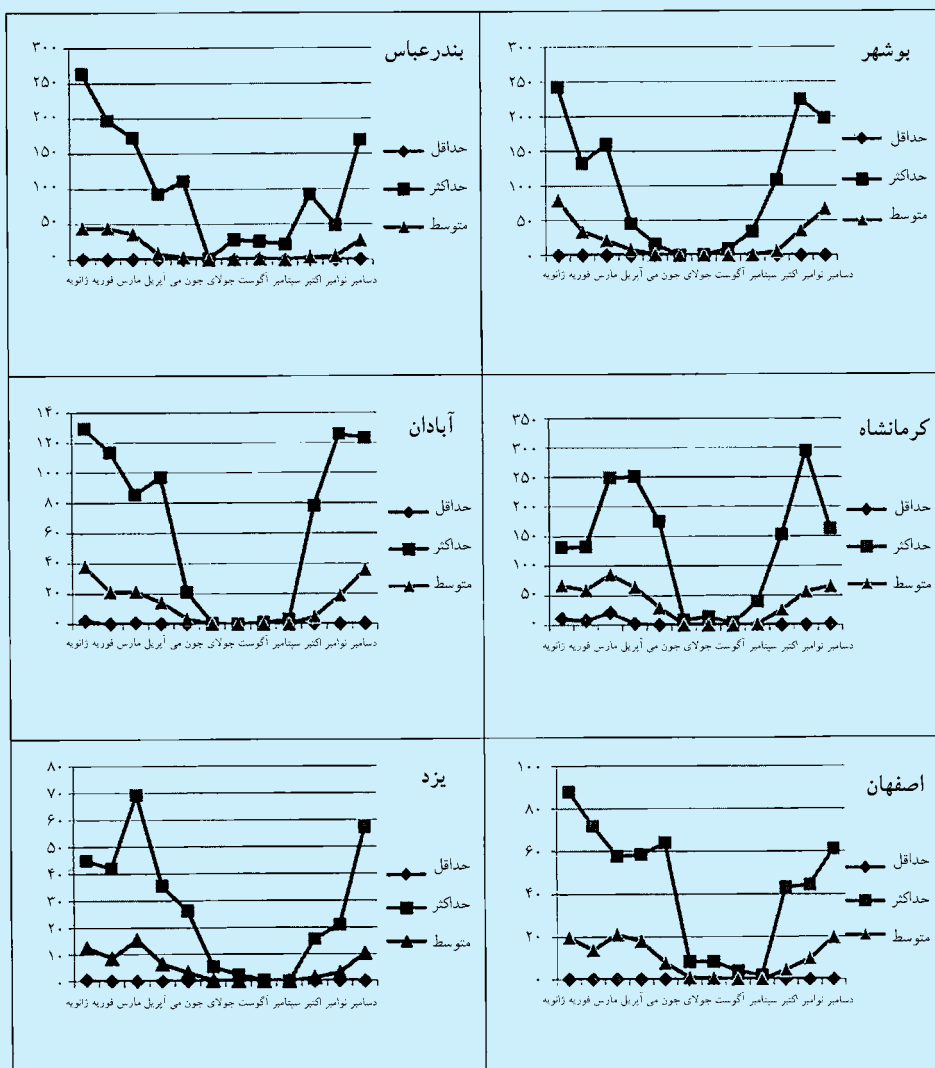 بوشهر
۳۰۰
۲۵۰
۲۰۰
۱۵۰
۱۰۰
۵۰
۰
حداقل
حداکثر
متوسط
ژانویه فوریه مارس آپریل می جون جولای آگوست سپتامبر اکتبر نوامبر دسامبر
بندرعباس
۳۰۰
۲۵۰
۲۰۰
۱۵۰
۱۰۰
۵۰
۰
حداقل
حداکثر
متوسط
ژانویه فوریه مارس آپریل می جون جولای آگوست سپتامبر اکتبر نوامبر دسامبر
کرمانشاه
۳۵۰
۳۰۰
۲۵۰
۲۰۰
۱۵۰
۱۰۰
۵۰
۰
حداقل
حداکثر
متوسط
ژانویه فوریه مارس آپریل می جون جولای آگوست سپتامبر اکتبر نوامبر دسامبر
آبادان
۱۴۰
۱۲۰
۱۰۰
۸۰
۶۰
۴۰
۲۰
۰
حداقل
حداکثر
متوسط
ژانویه فوریه مارس آپریل می جون جولای آگوست سپتامبر اکتبر نوامبر دسامبر
اصفهان
۱۰۰
۸۰
۶۰
۴۰
۲۰
۰
حداقل
حداکثر
متوسط
ژانویه فوریه مارس آپریل می جون جولای آگوست سپتامبر اکتبر نوامبر دسامبر
یزد
۸۰
۷۰
۶۰
۵۰
۴۰
۳۰
۲۰
۱۰
۰
حداقل
حداکثر
متوسط
ژانویه فوریه مارس آپریل می جون جولای آگوست سپتامبر اکتبر نوامبر دسامبر